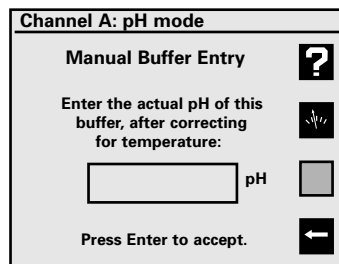 Channel A: pH mode
Manual Buffer Entry
?
Enter the actual pH of this
buffer, after correcting
for temperature:
pH
Press Enter to accept.